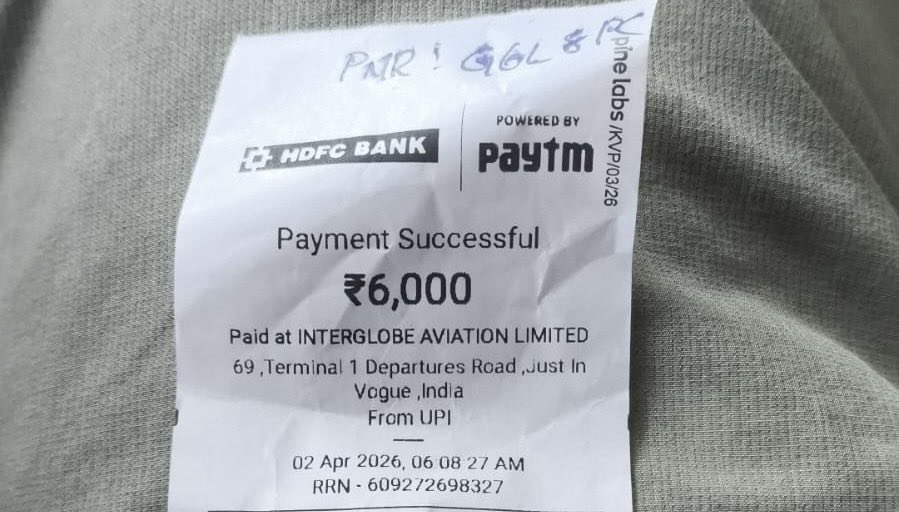 PNR : GGL8PC
HDFC BANK
POWERED BY
paytm
pine labs /KVP/03/26
Payment Successful
₹6,000
Paid at INTERGLOBE AVIATION LIMITED
69 ,Terminal 1 Departures Road ,Just In
Vogue ,India
From UPI
02 Apr 2026, 06:08:27 AM
RRN - 609272698327